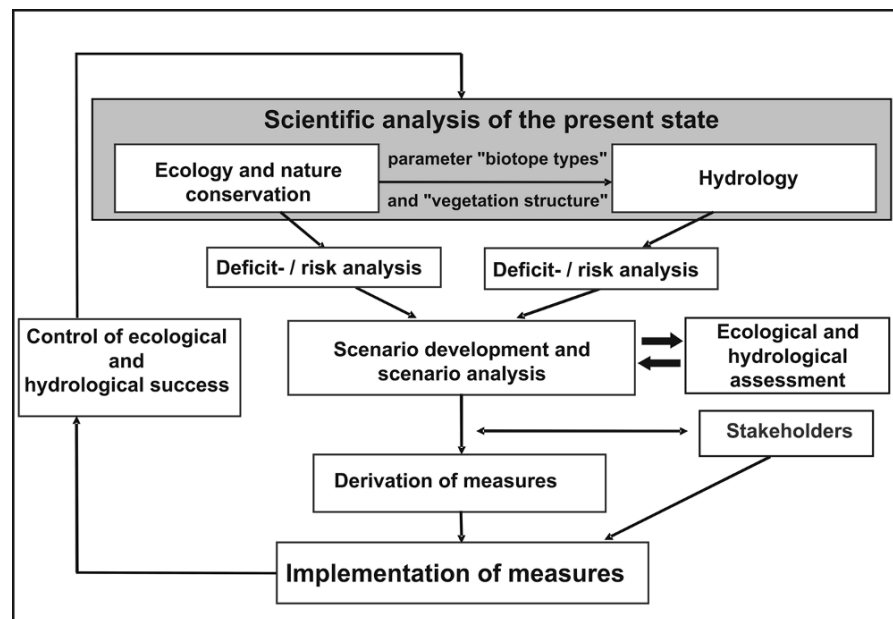 Scientific analysis of the present state
Ecology and nature
conservation
parameter "biotope types"
and "vegetation structure"
Hydrology
Deficit- / risk analysis
Deficit- / risk analysis
Control of ecological
and
hydrological success
Scenario development and
scenario analysis
Ecological and
hydrological
assessment
Stakeholders
Derivation of measures
Implementation of measures